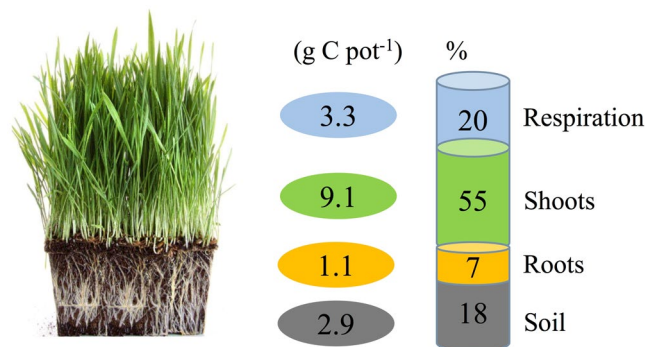 (g C pot⁻¹) %
3.3 20 Respiration
9.1 55 Shoots
1.1 7 Roots
2.9 18 Soil